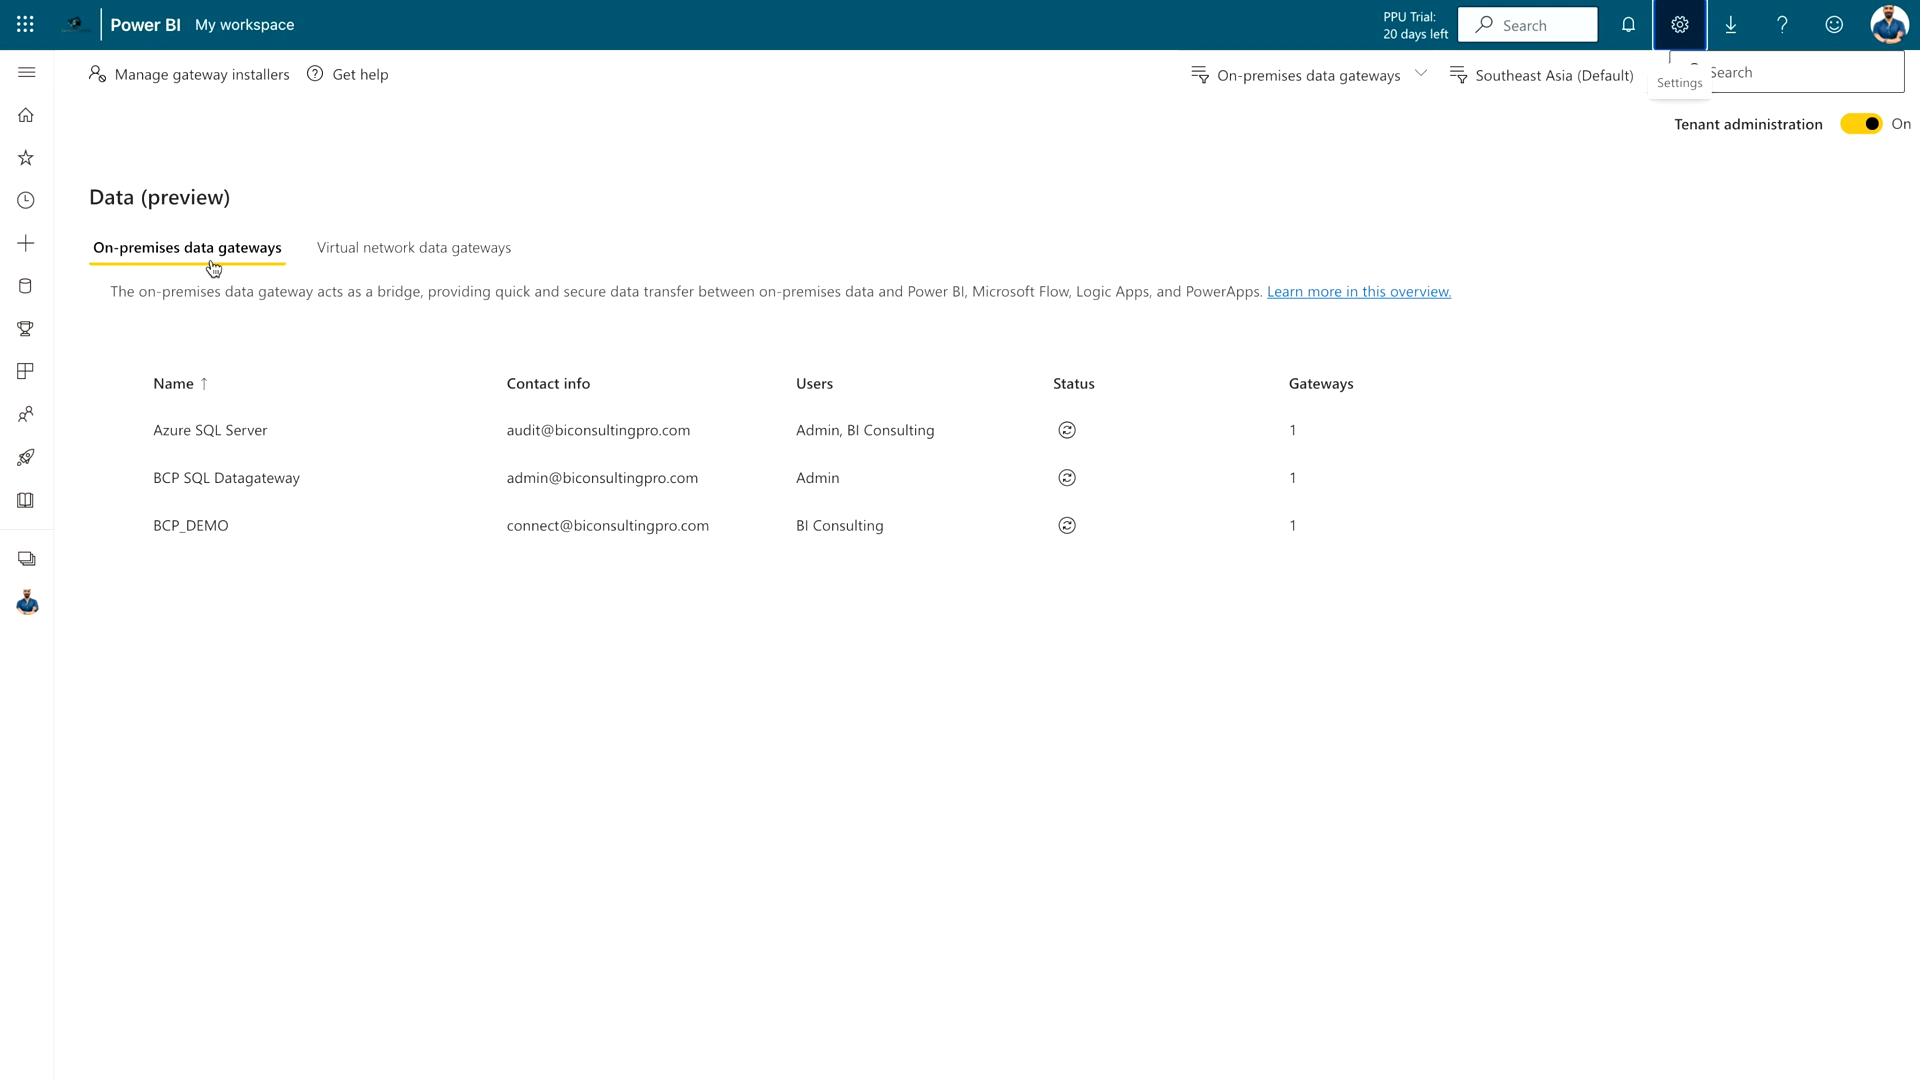 Power BI My workspace
PPU Trial:
20 days left
Search
Manage gateway installers
Get help
On-premises data gateways
Southeast Asia (Default)
Search
Settings
Tenant administration
On
Data (preview)
On-premises data gateways
Virtual network data gateways
The on-premises data gateway acts as a bridge, providing quick and secure data transfer between on-premises data and Power BI, Microsoft Flow, Logic Apps, and PowerApps. Learn more in this overview.
Name ↑ Contact info Users Status Gateways
Azure SQL Server audit@biconsultingpro.com Admin, BI Consulting 1
BCP SQL Datagateway admin@biconsultingpro.com Admin 1
BCP_DEMO connect@biconsultingpro.com BI Consulting 1